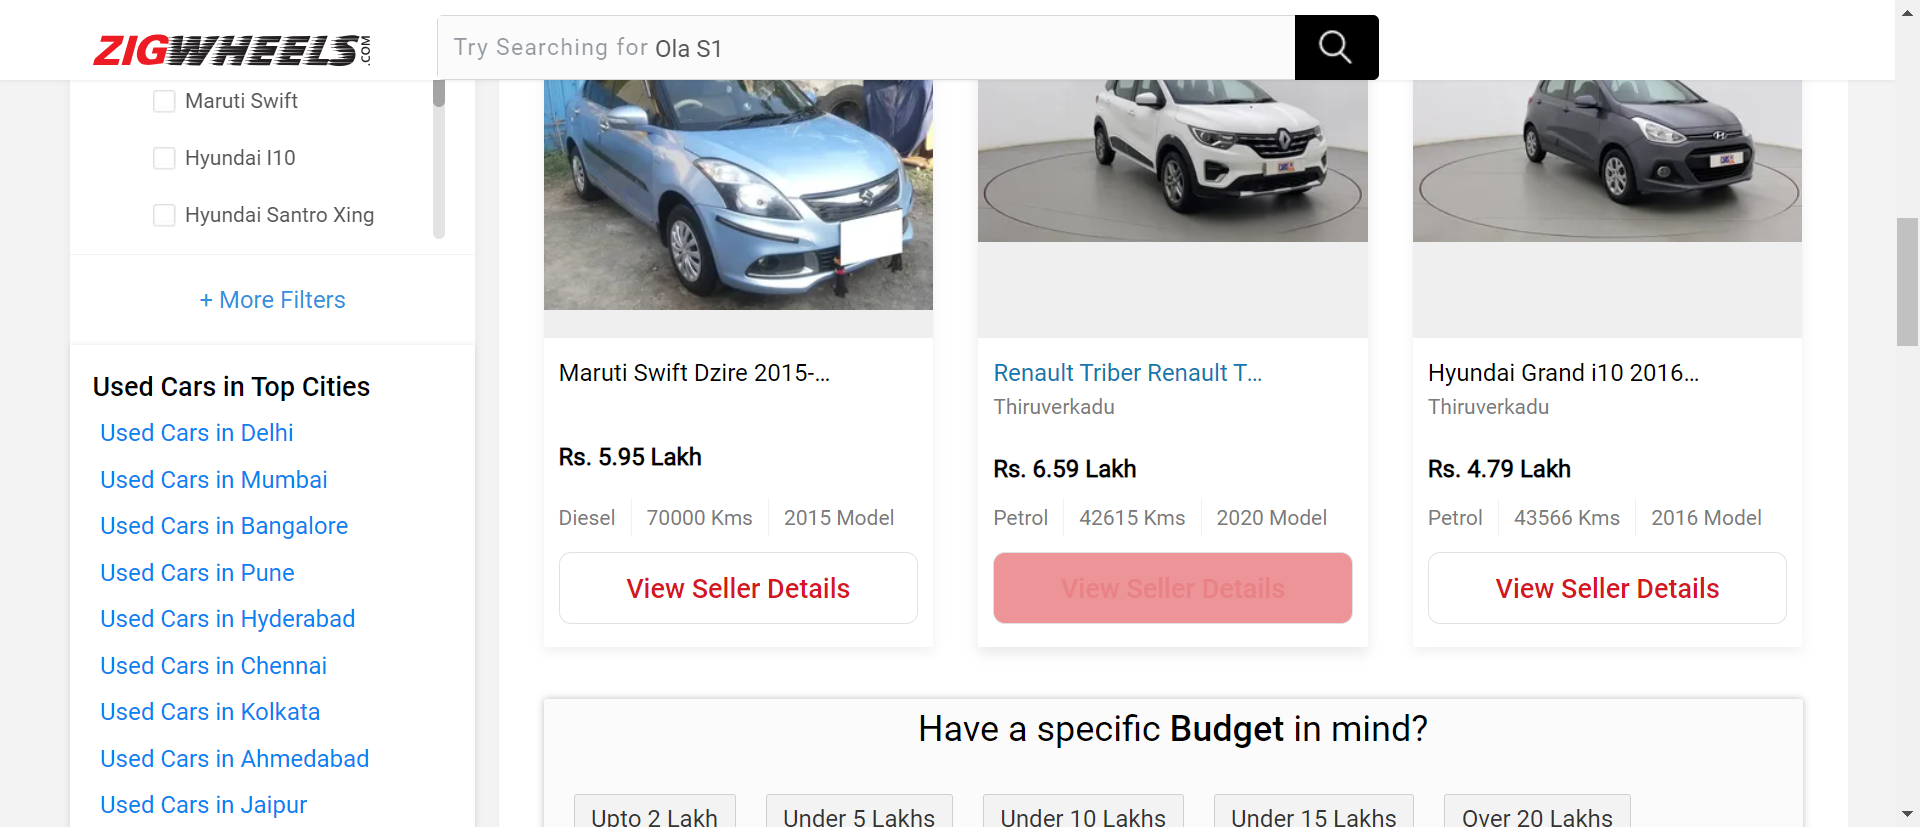 ZIGWHEELS.COM
Try Searching for Ola S1
Maruti Swift
Hyundai I10
Hyundai Santro Xing
+ More Filters
Used Cars in Top Cities
Used Cars in Delhi
Used Cars in Mumbai
Used Cars in Bangalore
Used Cars in Pune
Used Cars in Hyderabad
Used Cars in Chennai
Used Cars in Kolkata
Used Cars in Ahmedabad
Used Cars in Jaipur
Maruti Swift Dzire 2015-...
Rs. 5.95 Lakh
Diesel
70000 Kms
2015 Model
View Seller Details
Renault Triber Renault T...
Thiruverkadu
Rs. 6.59 Lakh
Petrol
42615 Kms
2020 Model
View Seller Details
Hyundai Grand i10 2016...
Thiruverkadu
Rs. 4.79 Lakh
Petrol
43566 Kms
2016 Model
View Seller Details
Have a specific Budget in mind?
Upto 2 Lakh
Under 5 Lakhs
Under 10 Lakhs
Under 15 Lakhs
Over 20 Lakhs